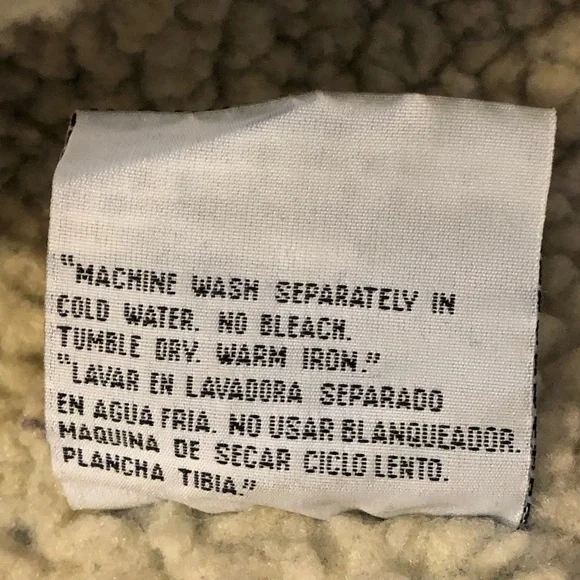 "MACHINE WASH SEPARATELY IN
COLD WATER. NO BLEACH.
TUMBLE DRY. WARM IRON."
"LAVAR EN LAVADORA SEPARADO
EN AGUA FRIA. NO USAR BLANQUEADOR.
MAQUINA DE SECAR CICLO LENTO.
PLANCHA TIBIA."